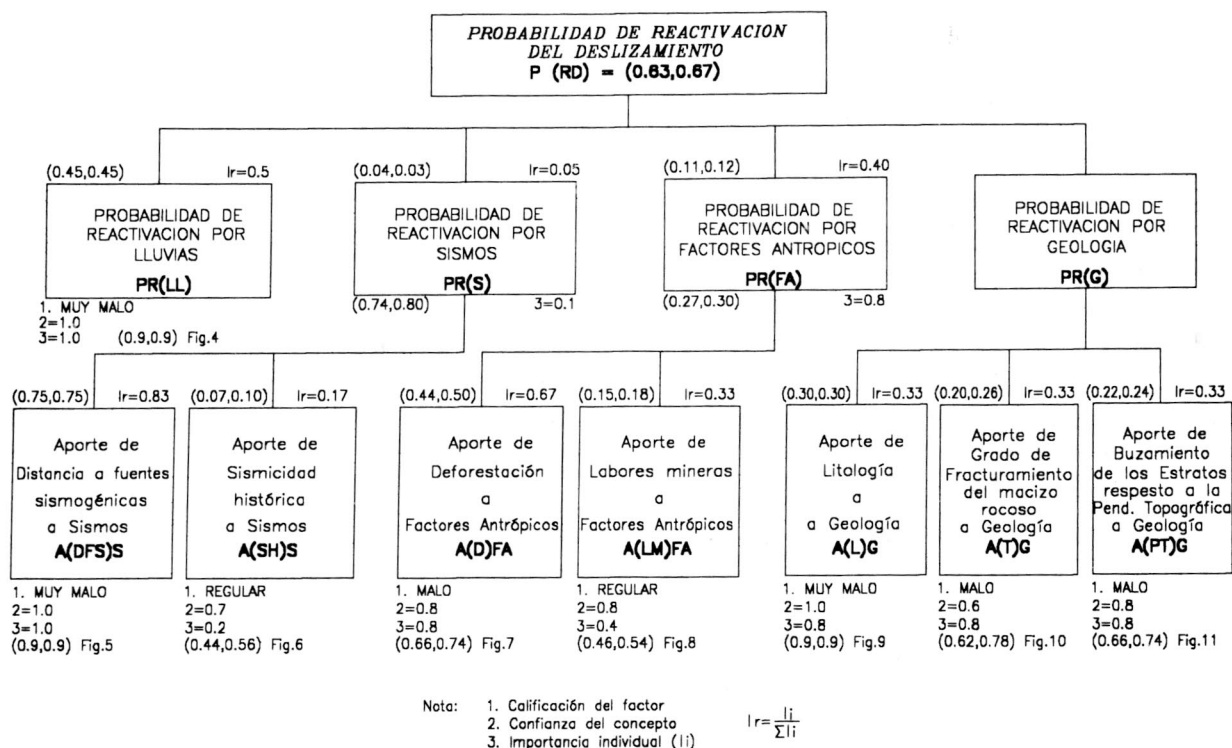 PROBABILIDAD DE REACTIVACION
DEL DESLIZAMIENTO
P (RD) = (0.63,0.67)
(0.45,0.45) Ir=0.5
PROBABILIDAD DE
REACTIVACION POR
LLUVIAS
PR(LL)
1. MUY MALO
2=1.0
3=1.0 (0.9,0.9) Fig.4
(0.04,0.03) Ir=0.05
PROBABILIDAD DE
REACTIVACION POR
SISMOS
PR(S)
(0.74,0.80) 3=0.1
(0.11,0.12) Ir=0.40
PROBABILIDAD DE
REACTIVACION POR
FACTORES ANTROPICOS
PR(FA)
(0.27,0.30) 3=0.8
PROBABILIDAD DE
REACTIVACION POR
GEOLOGIA
PR(G)
(0.75,0.75) Ir=0.83
Aporte de
Distancia a fuentes
sismogénicas
a Sismos
A(DFS)S
1. MUY MALO
2=1.0
3=1.0
(0.9,0.9) Fig.5
(0.07,0.10) Ir=0.17
Aporte de
Sismicidad
histórica
a Sismos
A(SH)S
1. REGULAR
2=0.7
3=0.2
(0.44,0.56) Fig.6
(0.44,0.50) Ir=0.67
Aporte de
Deforestación
a
Factores Antrópicos
A(D)FA
1. MALO
2=0.8
3=0.8
(0.66,0.74) Fig.7
(0.15,0.18) Ir=0.33
Aporte de
Labores mineras
a
Factores Antrópicos
A(LM)FA
1. REGULAR
2=0.8
3=0.4
(0.46,0.54) Fig.8
(0.30,0.30) Ir=0.33
Aporte de
Litología
a
a Geología
A(L)G
1. MUY MALO
2=1.0
3=0.8
(0.9,0.9) Fig.9
(0.20,0.26) Ir=0.33
Aporte de
Grado de
Fracturamiento
del macizo
rocoso
a Geología
A(T)G
1. MALO
2=0.6
3=0.8
(0.62,0.78) Fig.10
(0.22,0.24) Ir=0.33
Aporte de
Buzamiento
de los Estratos
respesto a la
Pend. Topográfica
a Geología
A(PT)G
1. MALO
2=0.8
3=0.8
(0.66,0.74) Fig.11
Nota: 1. Calificación del factor
2. Confianza del concepto
3. Importancia individual (Ii)
Ir=Ii/ΣIi